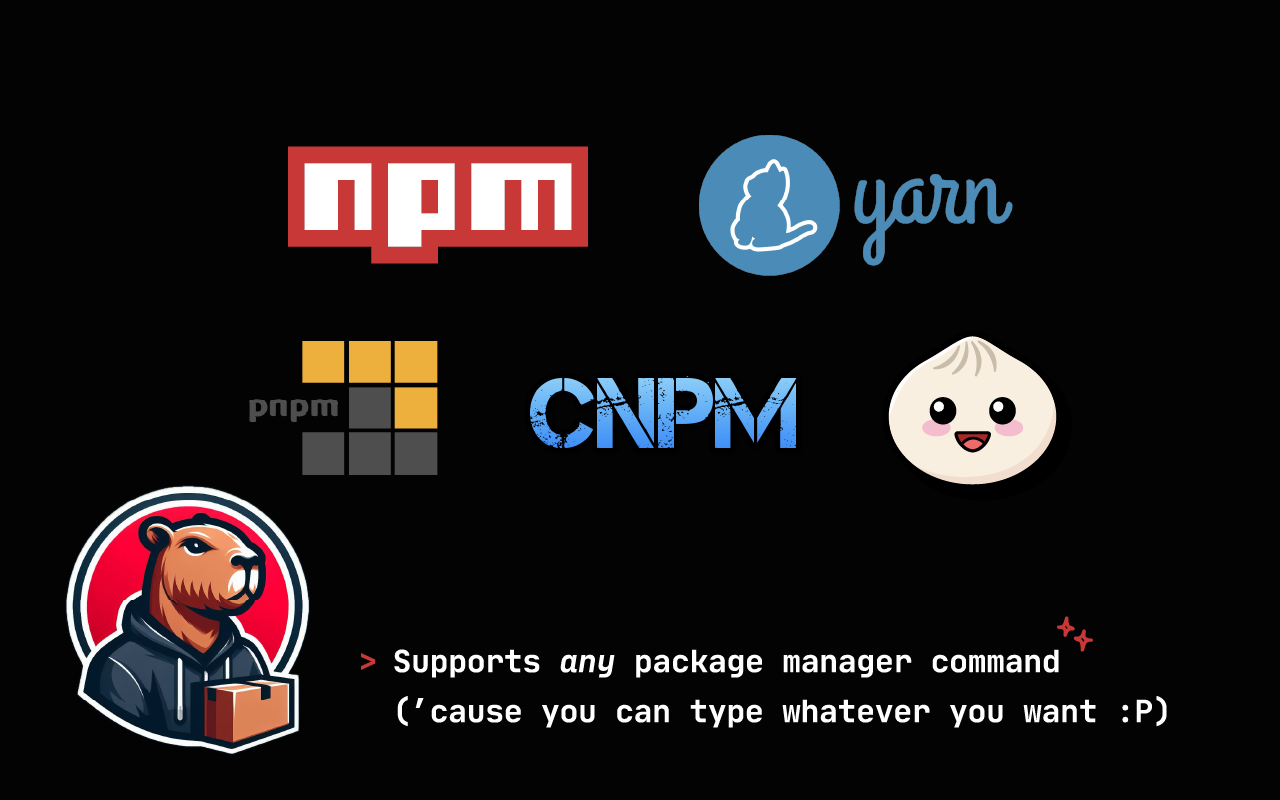 npm
yarn
pnpm
CNPM
> Supports any package manager command
(’cause you can type whatever you want :P)